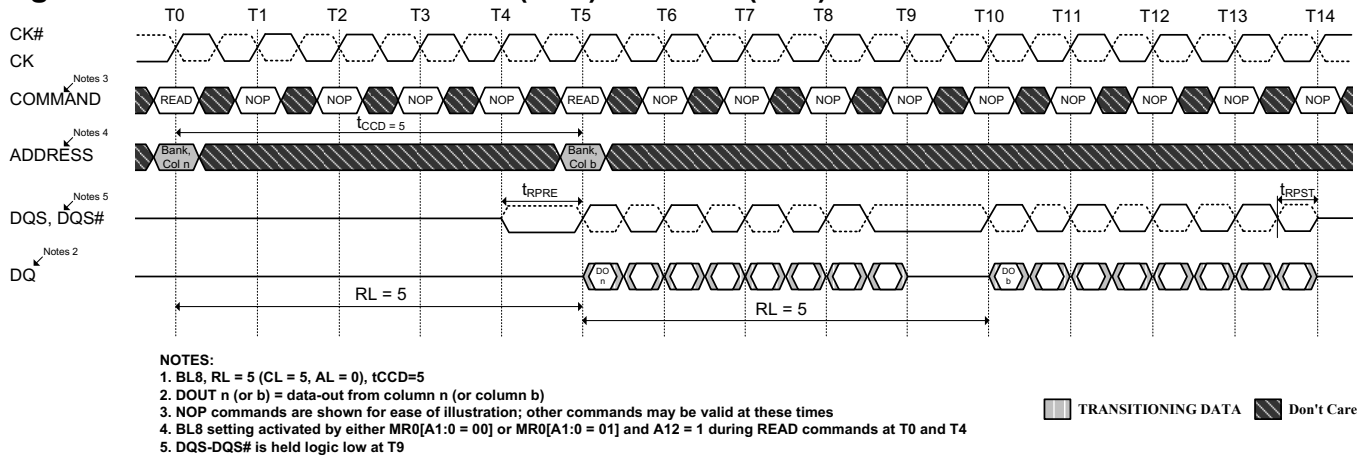 T0 T1 T2 T3 T4 T5 T6 T7 T8 T9 T10 T11 T12 T13 T14
CK#
CK
Notes 3
COMMAND READ NOP NOP NOP NOP READ NOP NOP NOP NOP NOP NOP NOP NOP NOP
tCCD = 5
Notes 4
ADDRESS Bank, Col n Bank, Col b
Notes 5
tRPRE tRPST
DQS, DQS#
Notes 2
DQ DO n DO b
RL = 5
RL = 5
NOTES:
1. BL8, RL = 5 (CL = 5, AL = 0), tCCD=5
2. DOUT n (or b) = data-out from column n (or column b)
3. NOP commands are shown for ease of illustration; other commands may be valid at these times
4. BL8 setting activated by either MR0[A1:0 = 00] or MR0[A1:0 = 01] and A12 = 1 during READ commands at T0 and T4
5. DQS-DQS# is held logic low at T9
TRANSITIONING DATA Don't Care